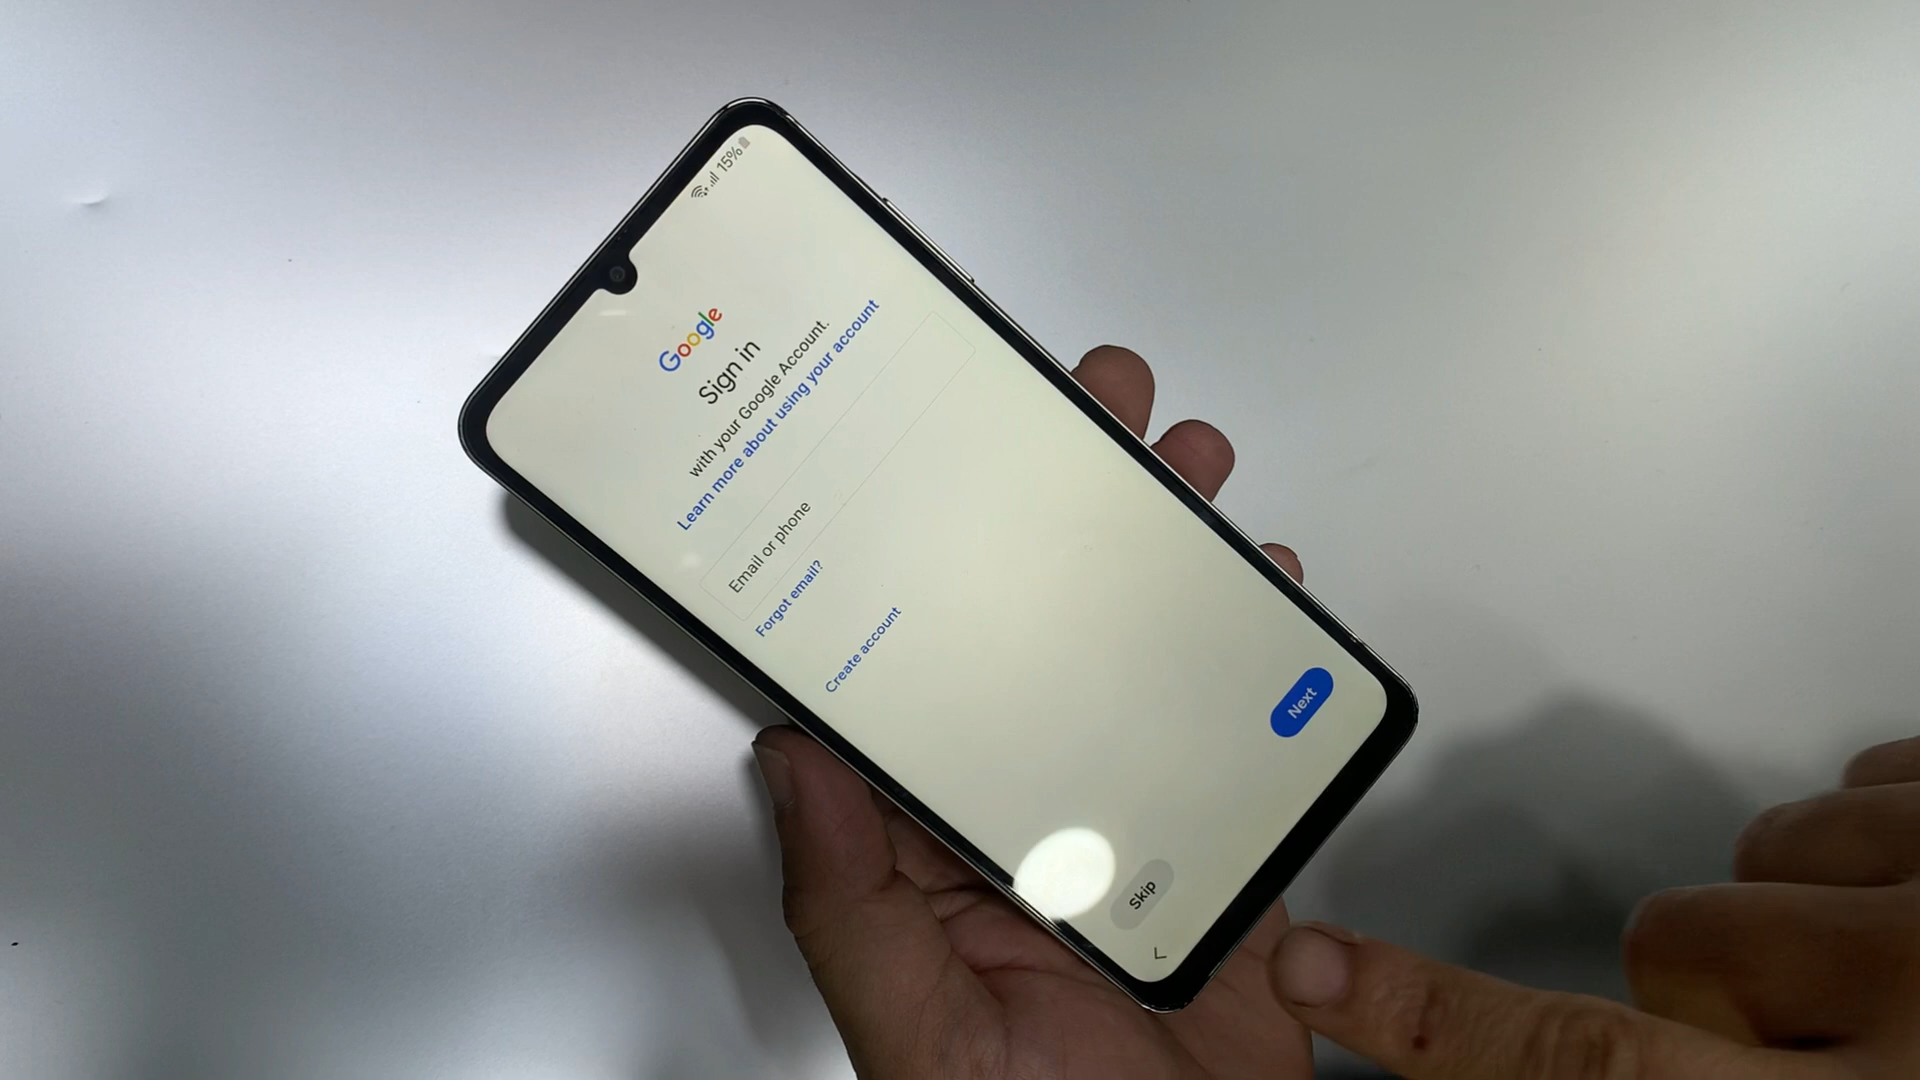 15%
Google
Sign in
with your Google Account.
Learn more about using your account
Email or phone
Forgot email?
Create account
Next
Skip